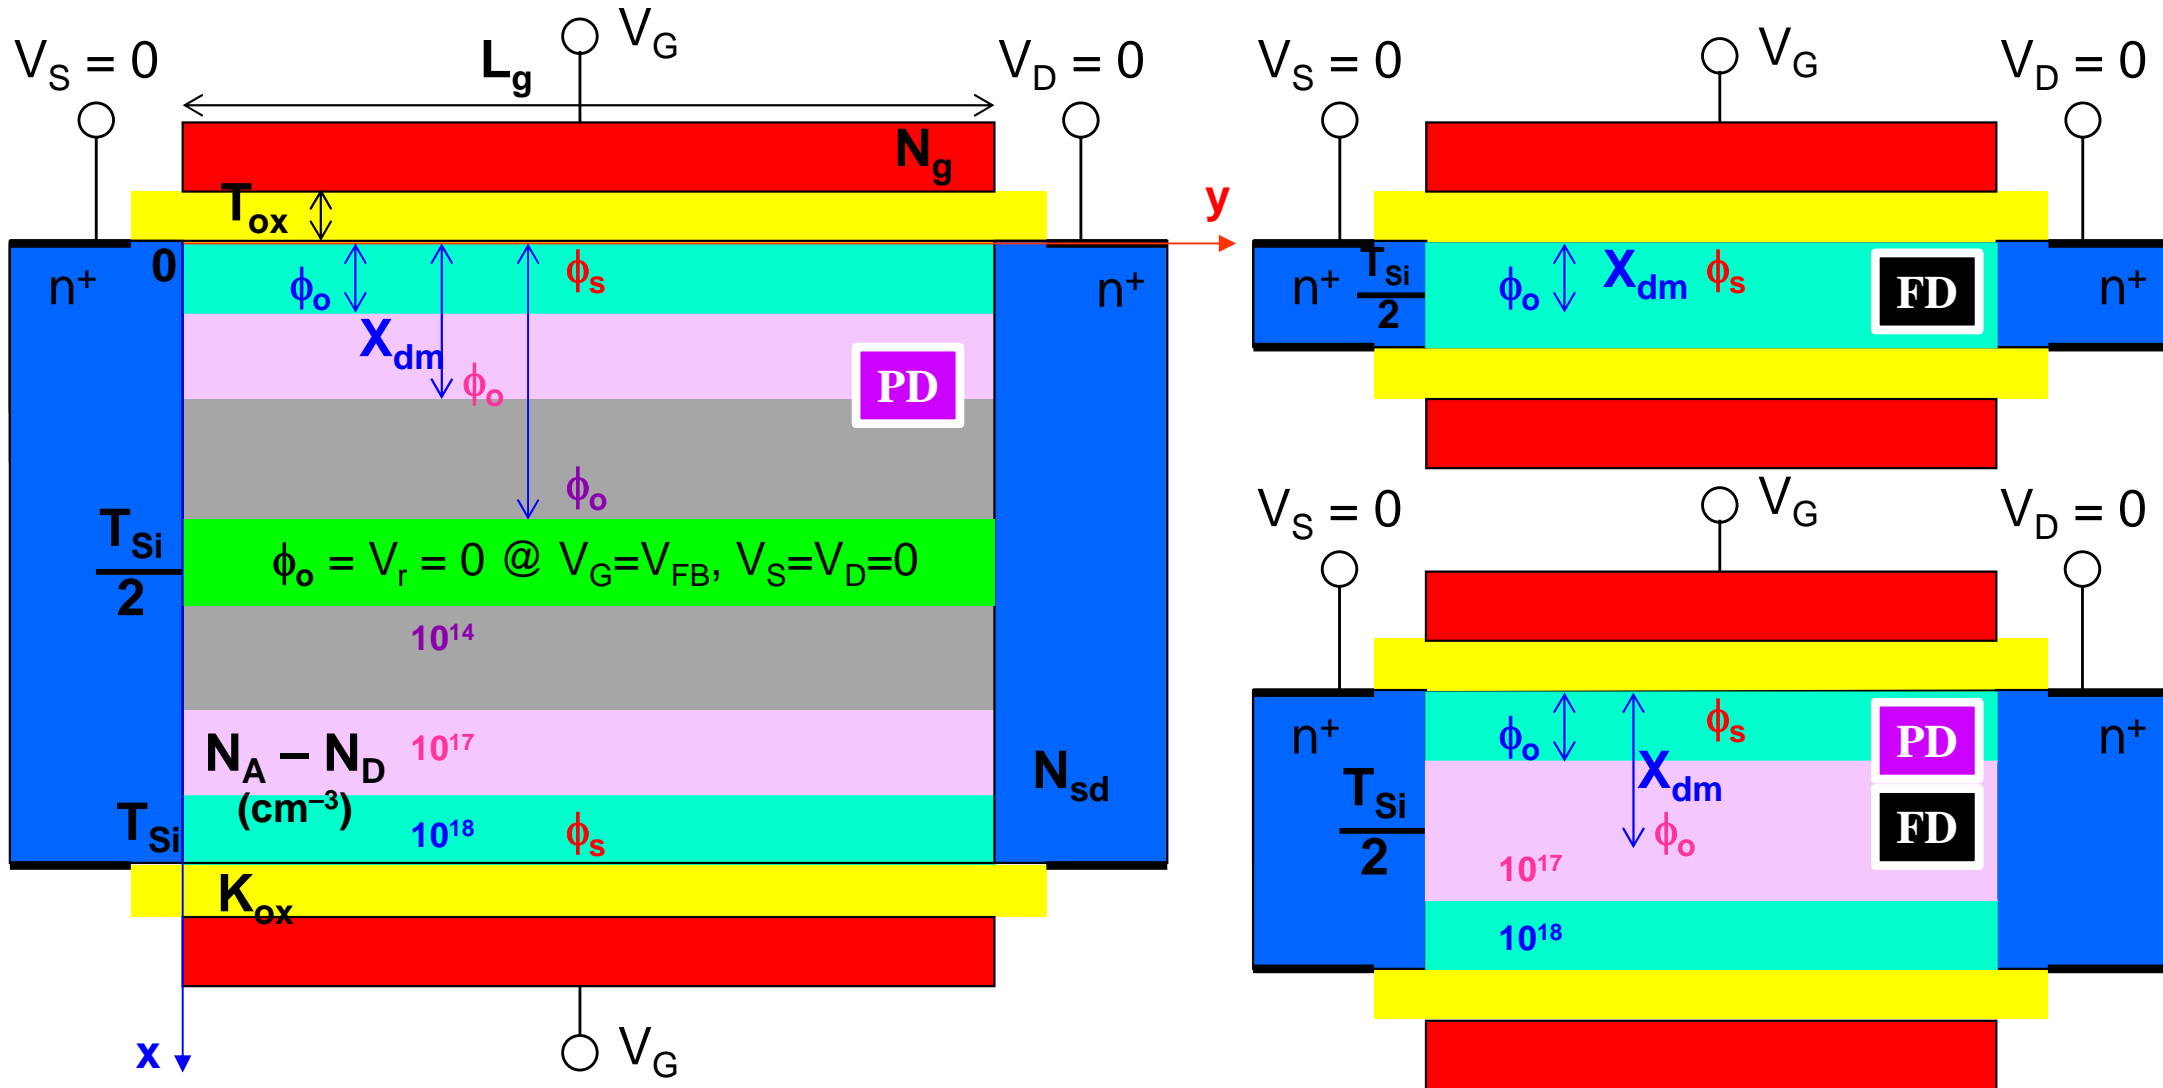 V_S = 0
L_g
V_G
V_D = 0
N_g
T_ox
y
0
n⁺
ϕ_o
ϕ_s
n⁺
X_dm
ϕ_o
PD
ϕ_o
T_Si
2
ϕ_o = V_r = 0 @ V_G=V_FB, V_S=V_D=0
10¹⁴
N_A – N_D
(cm⁻³)
10¹⁷
N_sd
T_Si
10¹⁸
ϕ_s
K_ox
x
V_G
V_S = 0
V_G
V_D = 0
n⁺
T_Si
2
ϕ_o
X_dm
ϕ_s
FD
n⁺
V_S = 0
V_G
V_D = 0
n⁺
ϕ_o
ϕ_s
PD
n⁺
T_Si
2
X_dm
ϕ_o
FD
10¹⁷
10¹⁸